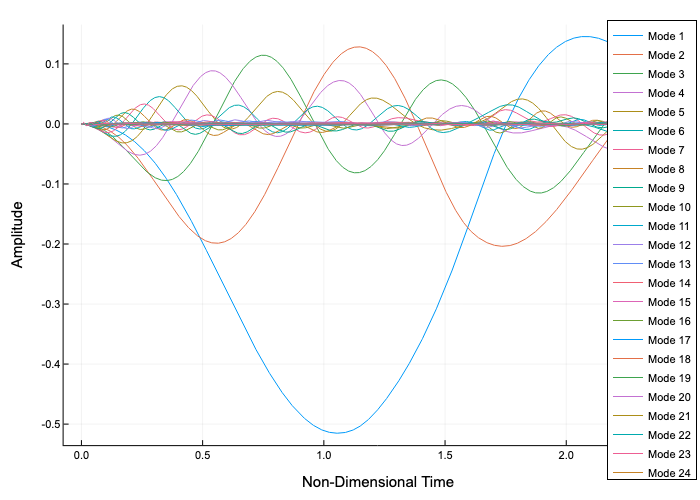 0.1
0.0
-0.1
-0.2
-0.3
-0.4
-0.5
Amplitude
0.0 0.5 1.0 1.5 2.0
Non-Dimensional Time
Mode 1
Mode 2
Mode 3
Mode 4
Mode 5
Mode 6
Mode 7
Mode 8
Mode 9
Mode 10
Mode 11
Mode 12
Mode 13
Mode 14
Mode 15
Mode 16
Mode 17
Mode 18
Mode 19
Mode 20
Mode 21
Mode 22
Mode 23
Mode 24